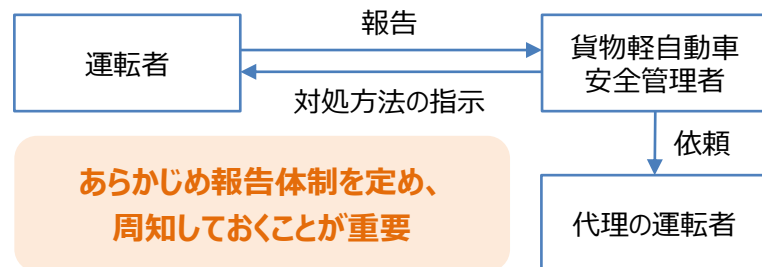 報告
運転者
貨物軽自動車
安全管理者
対処方法の指示
依頼
あらかじめ報告体制を定め、
周知しておくことが重要
代理の運転者